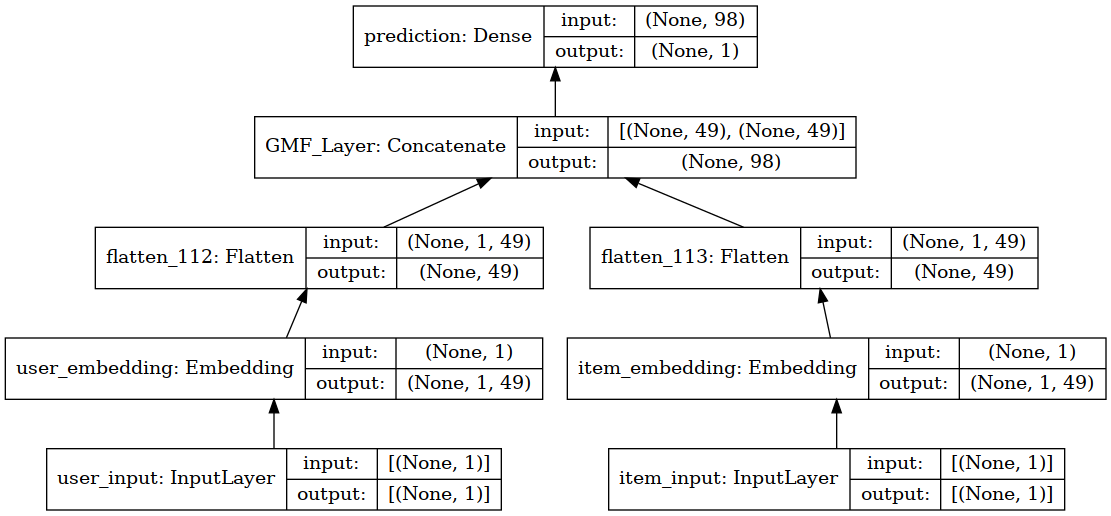 prediction: Dense
input: (None, 98)
output: (None, 1)
GMF_Layer: Concatenate
input: [(None, 49), (None, 49)]
output: (None, 98)
flatten_112: Flatten
input: (None, 1, 49)
output: (None, 49)
flatten_113: Flatten
input: (None, 1, 49)
output: (None, 49)
user_embedding: Embedding
input: (None, 1)
output: (None, 1, 49)
item_embedding: Embedding
input: (None, 1)
output: (None, 1, 49)
user_input: InputLayer
input: [(None, 1)]
output: [(None, 1)]
item_input: InputLayer
input: [(None, 1)]
output: [(None, 1)]